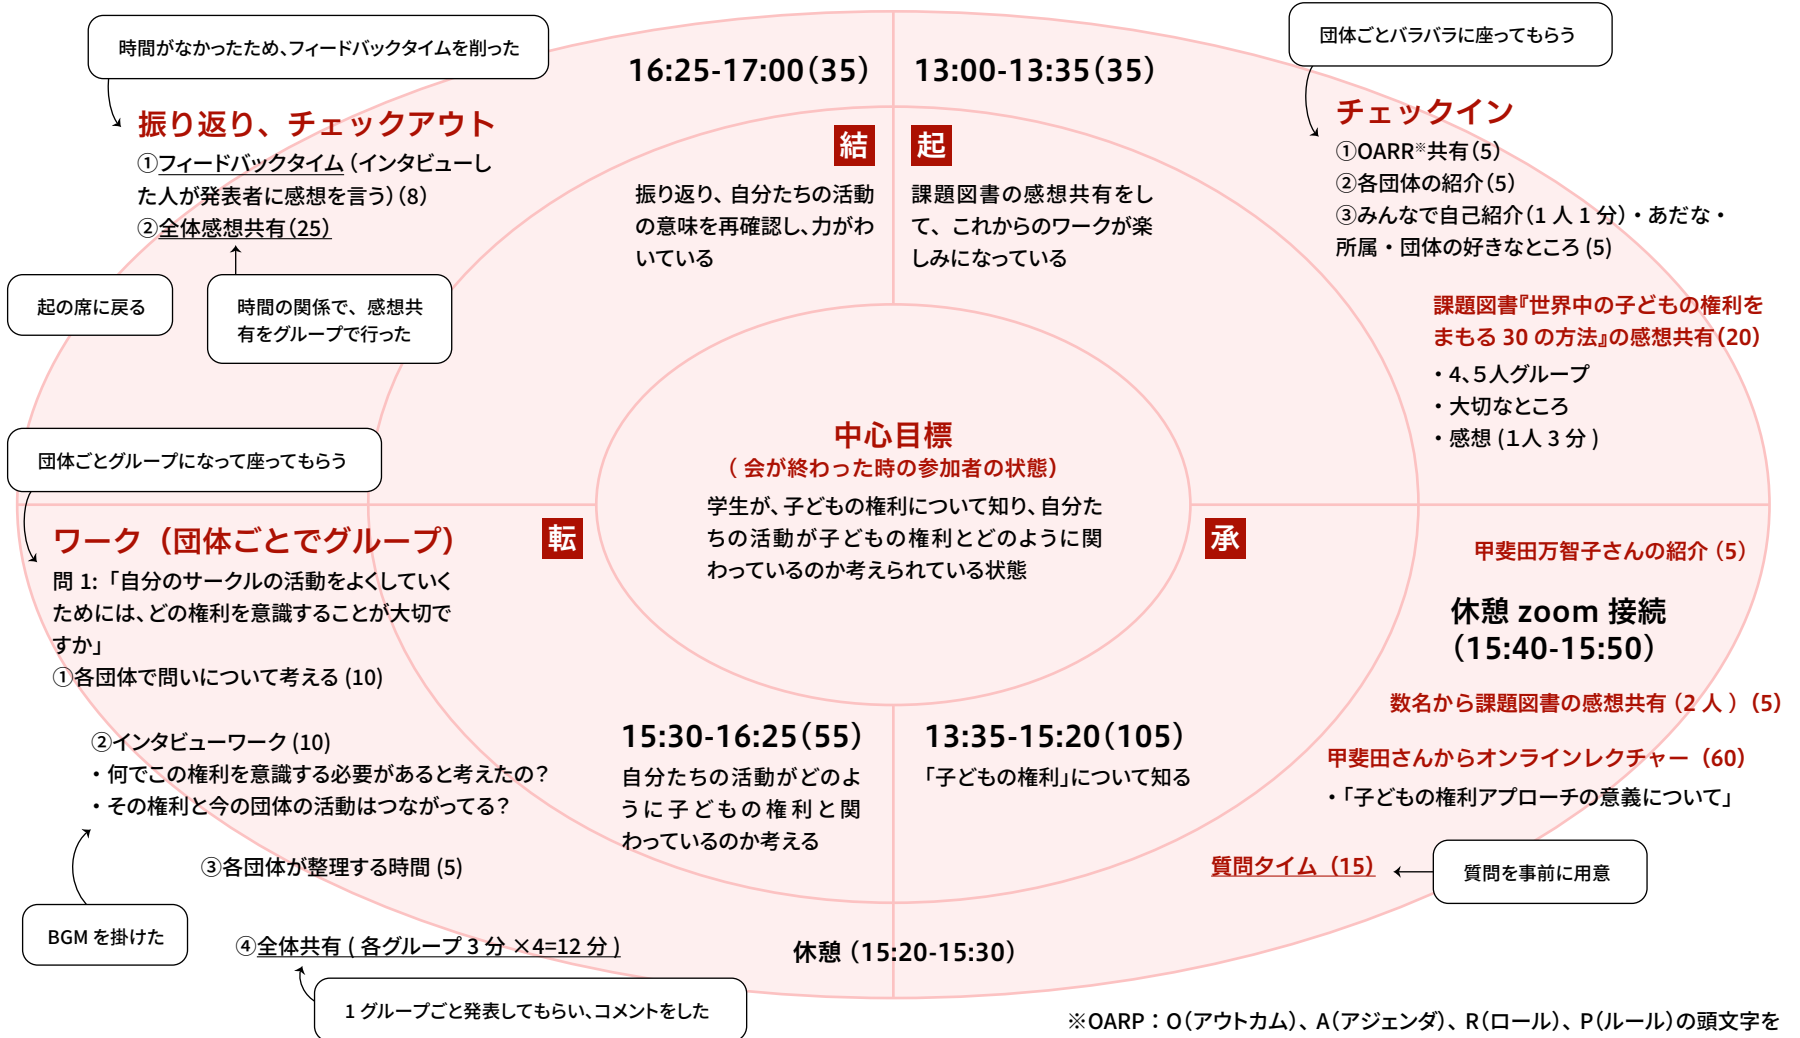 時間がなかったため、フィードバックタイムを削った
振り返り、チェックアウト
①フィードバックタイム（インタビューし
た人が発表者に感想を言う）（8）
②全体感想共有（25）
起の席に戻る
時間の関係で、感想共
有をグループで行った
16:25-17:00（35）
結
振り返り、自分たちの活動
の意味を再確認し、力がわ
いている
13:00-13:35（35）
起
課題図書の感想共有をし
て、これからのワークが楽
しみになっている
団体ごとバラバラに座ってもらう
チェックイン
①OARR※共有（5）
②各団体の紹介（5）
③みんなで自己紹介（1 人 1 分）・あだな・
所属・団体の好きなところ (5)
課題図書『世界中の子どもの権利を
まもる 30 の方法』の感想共有（20）
・4、5人グループ
・大切なところ
・感想 (1人 3 分 )
中心目標
（ 会が終わった時の参加者の状態）
学生が、子どもの権利について知り、自分た
ちの活動が子どもの権利とどのように関
わっているのか考えられている状態
団体ごとグループになって座ってもらう
ワーク（団体ごとでグループ）
転
問 1:「自分のサークルの活動をよくしていく
ためには、どの権利を意識することが大切で
すか」
①各団体で問いについて考える (10)
②インタビューワーク (10)
・何でこの権利を意識する必要があると考えたの？
・その権利と今の団体の活動はつながってる？
③各団体が整理する時間 (5)
BGM を掛けた
④全体共有 ( 各グループ 3 分 ×4=12 分 )
1 グループごと発表してもらい、コメントをした
15:30-16:25（55）
自分たちの活動がどのよ
うに子どもの権利と関
わっているのか考える
承
13:35-15:20（105）
「子どもの権利」について知る
甲斐田万智子さんの紹介（5）
休憩 zoom 接続
（15:40-15:50）
数名から課題図書の感想共有（2 人 ）（5）
甲斐田さんからオンラインレクチャー（60）
・「子どもの権利アプローチの意義について」
質問タイム（15）
質問を事前に用意
休憩（15:20-15:30）
※OARP：O（アウトカム）、A（アジェンダ）、R（ロール）、P（ルール）の頭文字を